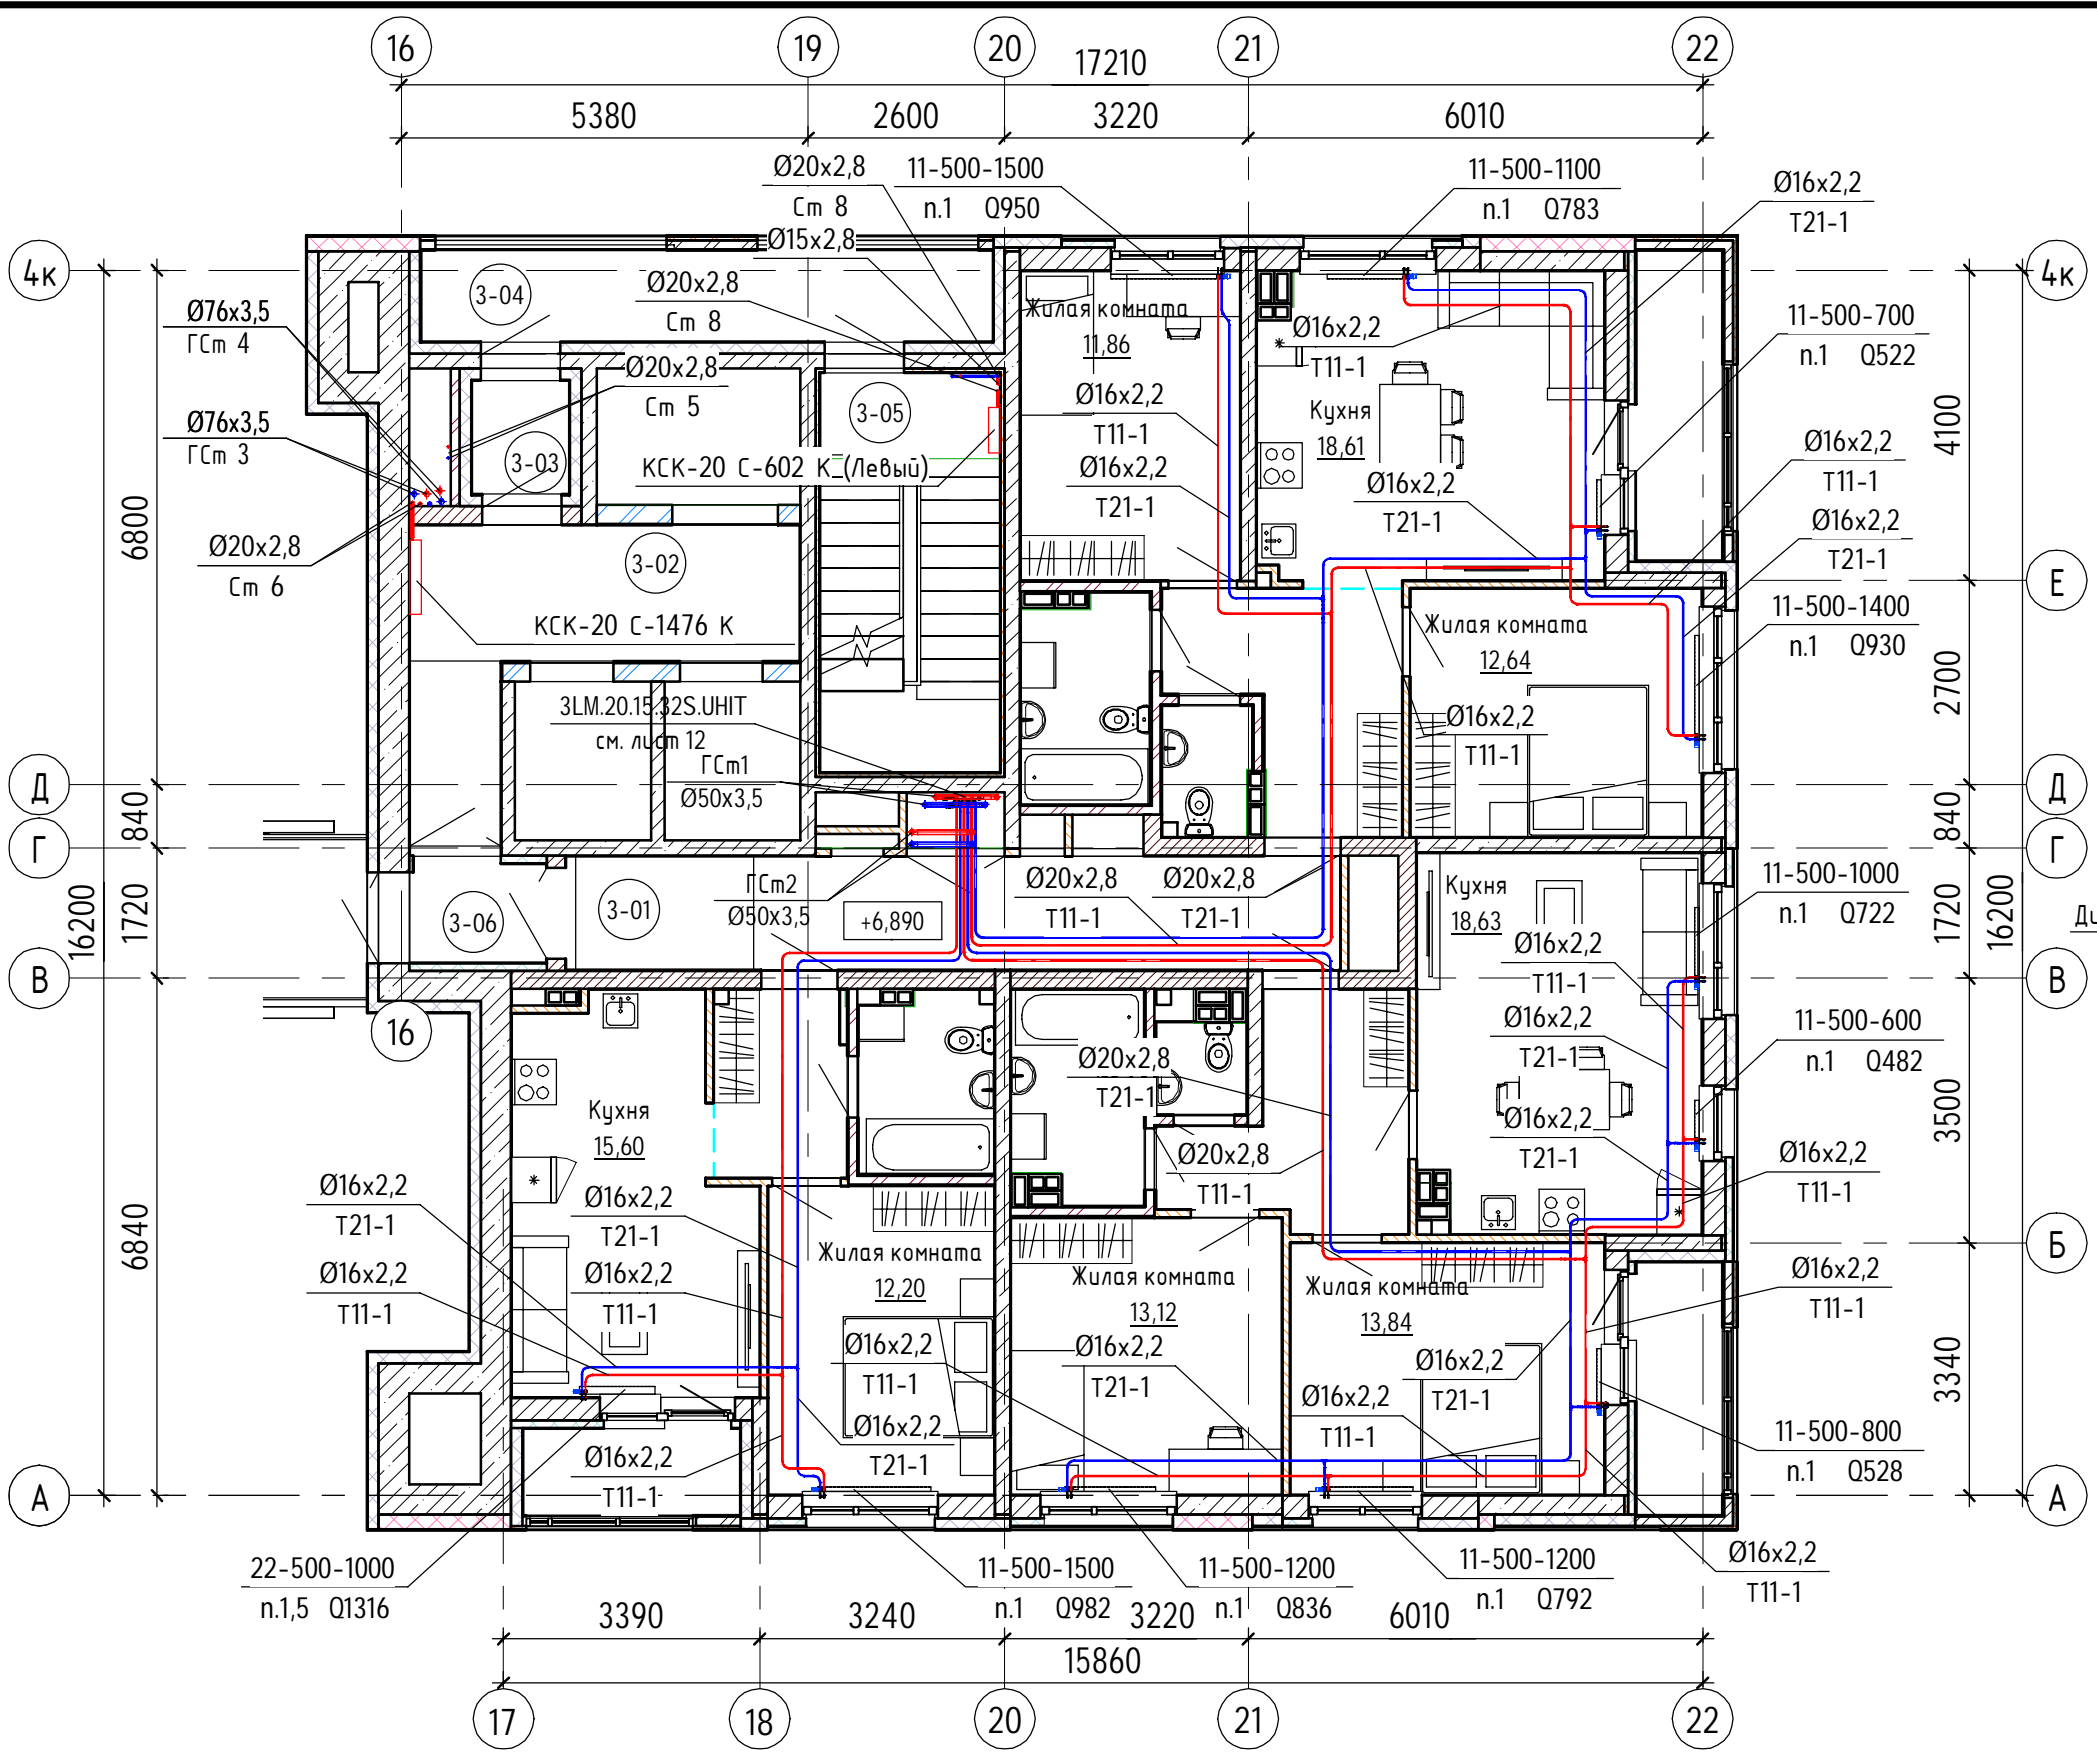 16
19
20
21
22
17210
5380
2600
3220
6010
Ø20x2,8
Ст 8
11-500-1500
п.1 Q950
11-500-1100
п.1 Q783
Ø16x2,2
Т21-1
Ø15x2,8
4к
4к
3-04
Ø20x2,8
Ст 8
Ø76x3,5
ГСт 4
Жилая комната
11,86
Ø16x2,2
Т11-1
11-500-700
п.1 Q522
Ø20x2,8
Ст 5
3-05
Ø16x2,2
Т11-1
Кухня
18,61
4100
Ø76x3,5
ГСт 3
3-03
КСК-20 С-602 К (Левый)
Ø16x2,2
Т21-1
Ø16x2,2
Т21-1
Ø16x2,2
Т11-1
6800
Ø16x2,2
Т21-1
Ø20x2,8
Ст 6
3-02
Е
КСК-20 С-1476 К
Жилая комната
12,64
11-500-1400
п.1 Q930
2700
3LM.20.15.32S.UHIT
см. лист 12
Ø16x2,2
Т11-1
ГСт1
Ø50x3,5
Д
Д
840
840
Г
Г
ГСт2
Ø50x3,5
Ø20x2,8
Т11-1
Ø20x2,8
Т21-1
Кухня
18,63
11-500-1000
п.1 Q722
16200
1720
3-06
3-01
+6,890
1720
16200
Ди
Ø16x2,2
Т11-1
В
В
16
Ø16x2,2
Т21-1
11-500-600
п.1 Q482
Ø20x2,8
Т21-1
3500
Кухня
15,60
Ø16x2,2
Т21-1
Ø20x2,8
Т11-1
Ø16x2,2
Т11-1
Ø16x2,2
Т21-1
Ø16x2,2
Т21-1
6840
Б
Жилая комната
12,20
Жилая комната
13,12
Жилая комната
13,84
Ø16x2,2
Т11-1
Ø16x2,2
Т11-1
Ø16x2,2
Т11-1
Ø16x2,2
Т11-1
Ø16x2,2
Т21-1
Ø16x2,2
Т21-1
3340
Ø16x2,2
Т11-1
Ø16x2,2
Т21-1
Ø16x2,2
Т11-1
11-500-800
п.1 Q528
А
А
22-500-1000
п.1,5 Q1316
11-500-1500
п.1 Q982
11-500-1200
п.1 Q836
11-500-1200
п.1 Q792
Ø16x2,2
Т11-1
3390
3240
3220
6010
15860
17
18
20
21
22